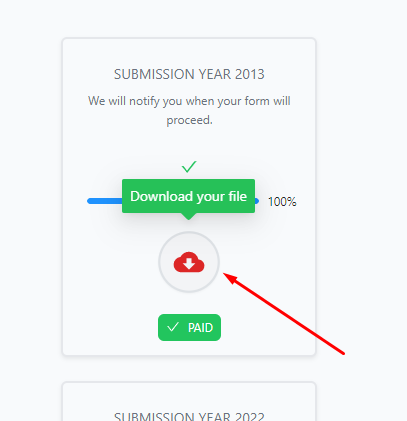 SUBMISSION YEAR 2013
We will notify you when your form will
proceed.
Download your file
100%
PAID
SUBMISSION YEAR 2022